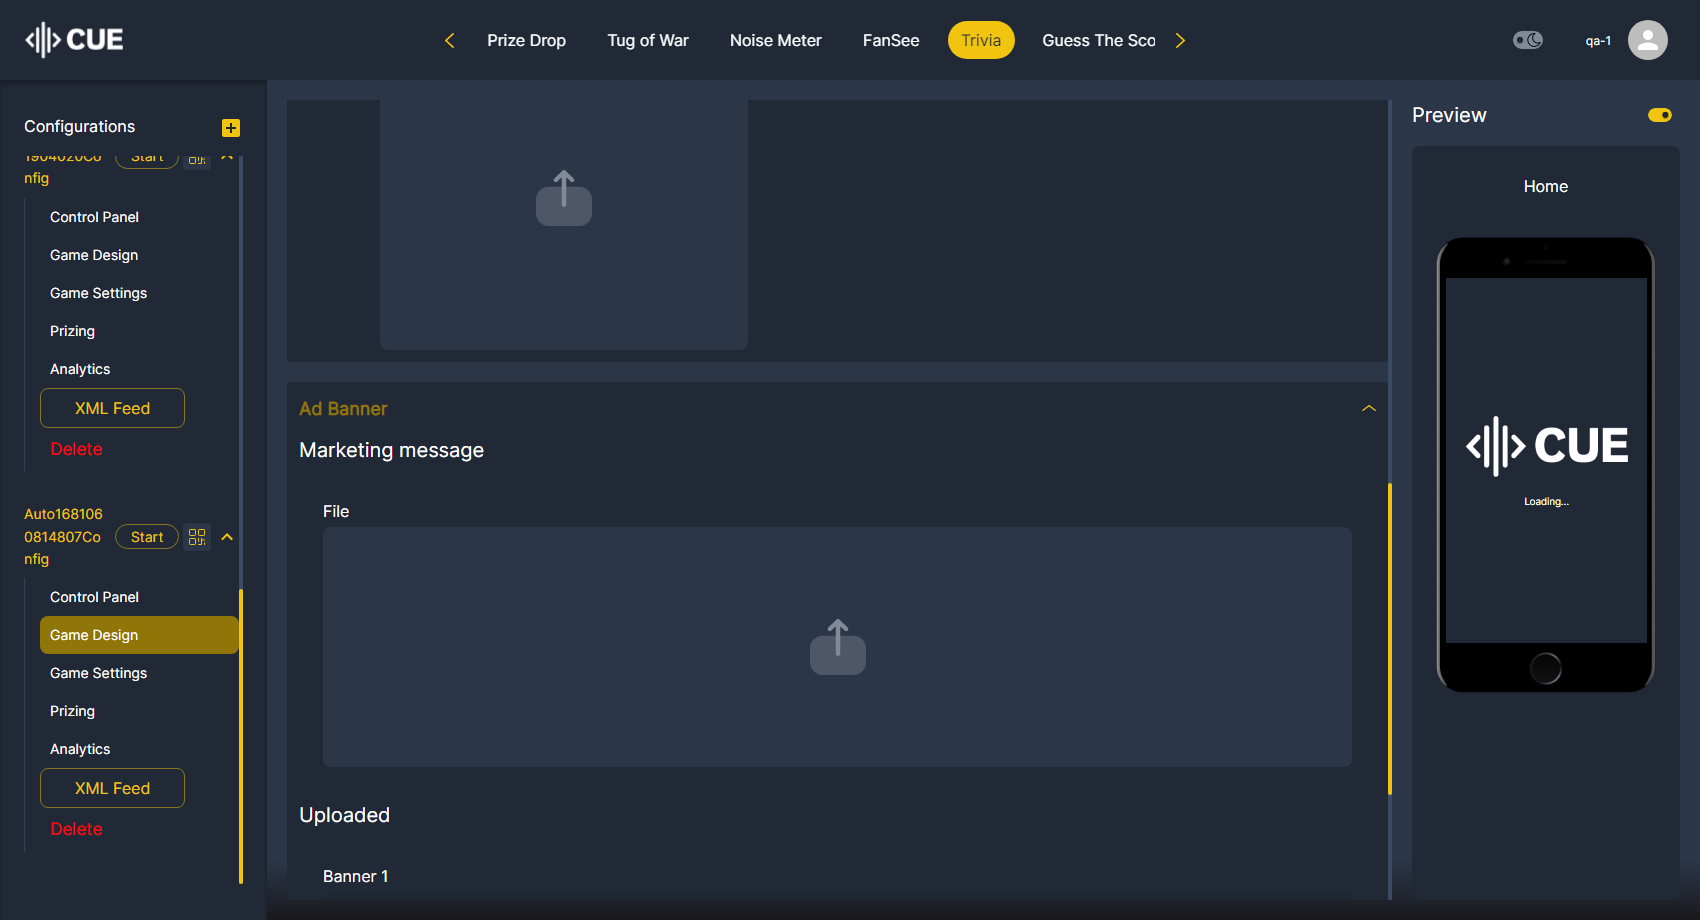 CUE
Prize Drop
Tug of War
Noise Meter
FanSee
Trivia
Guess The Sco
qa-1
Configurations
1904020Co
nfig
Start
Control Panel
Game Design
Game Settings
Prizing
Analytics
XML Feed
Delete
Auto168106
0814807Co
nfig
Start
Control Panel
Game Design
Game Settings
Prizing
Analytics
XML Feed
Delete
Ad Banner
Marketing message
File
Uploaded
Banner 1
Preview
Home
CUE
Loading...